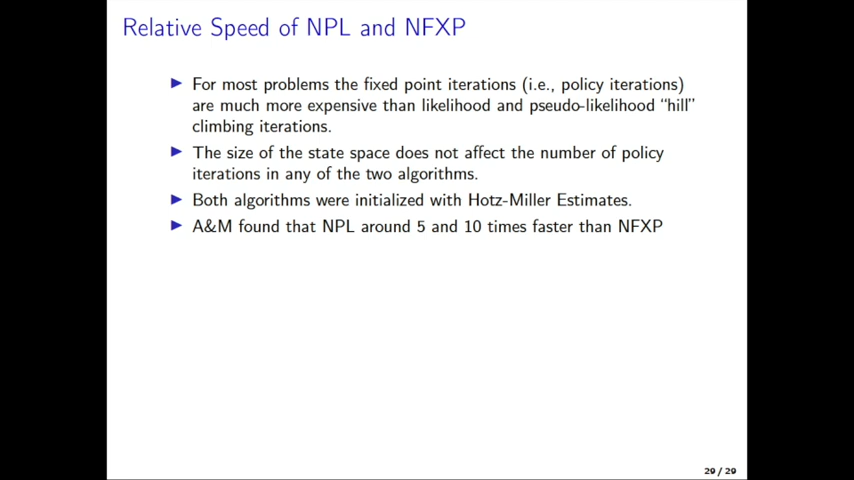 Relative Speed of NPL and NFXP
For most problems the fixed point iterations (i.e., policy iterations)
are much more expensive than likelihood and pseudo-likelihood “hill”
climbing iterations.
The size of the state space does not affect the number of policy
iterations in any of the two algorithms.
Both algorithms were initialized with Hotz-Miller Estimates.
A&M found that NPL around 5 and 10 times faster than NFXP
29 / 29